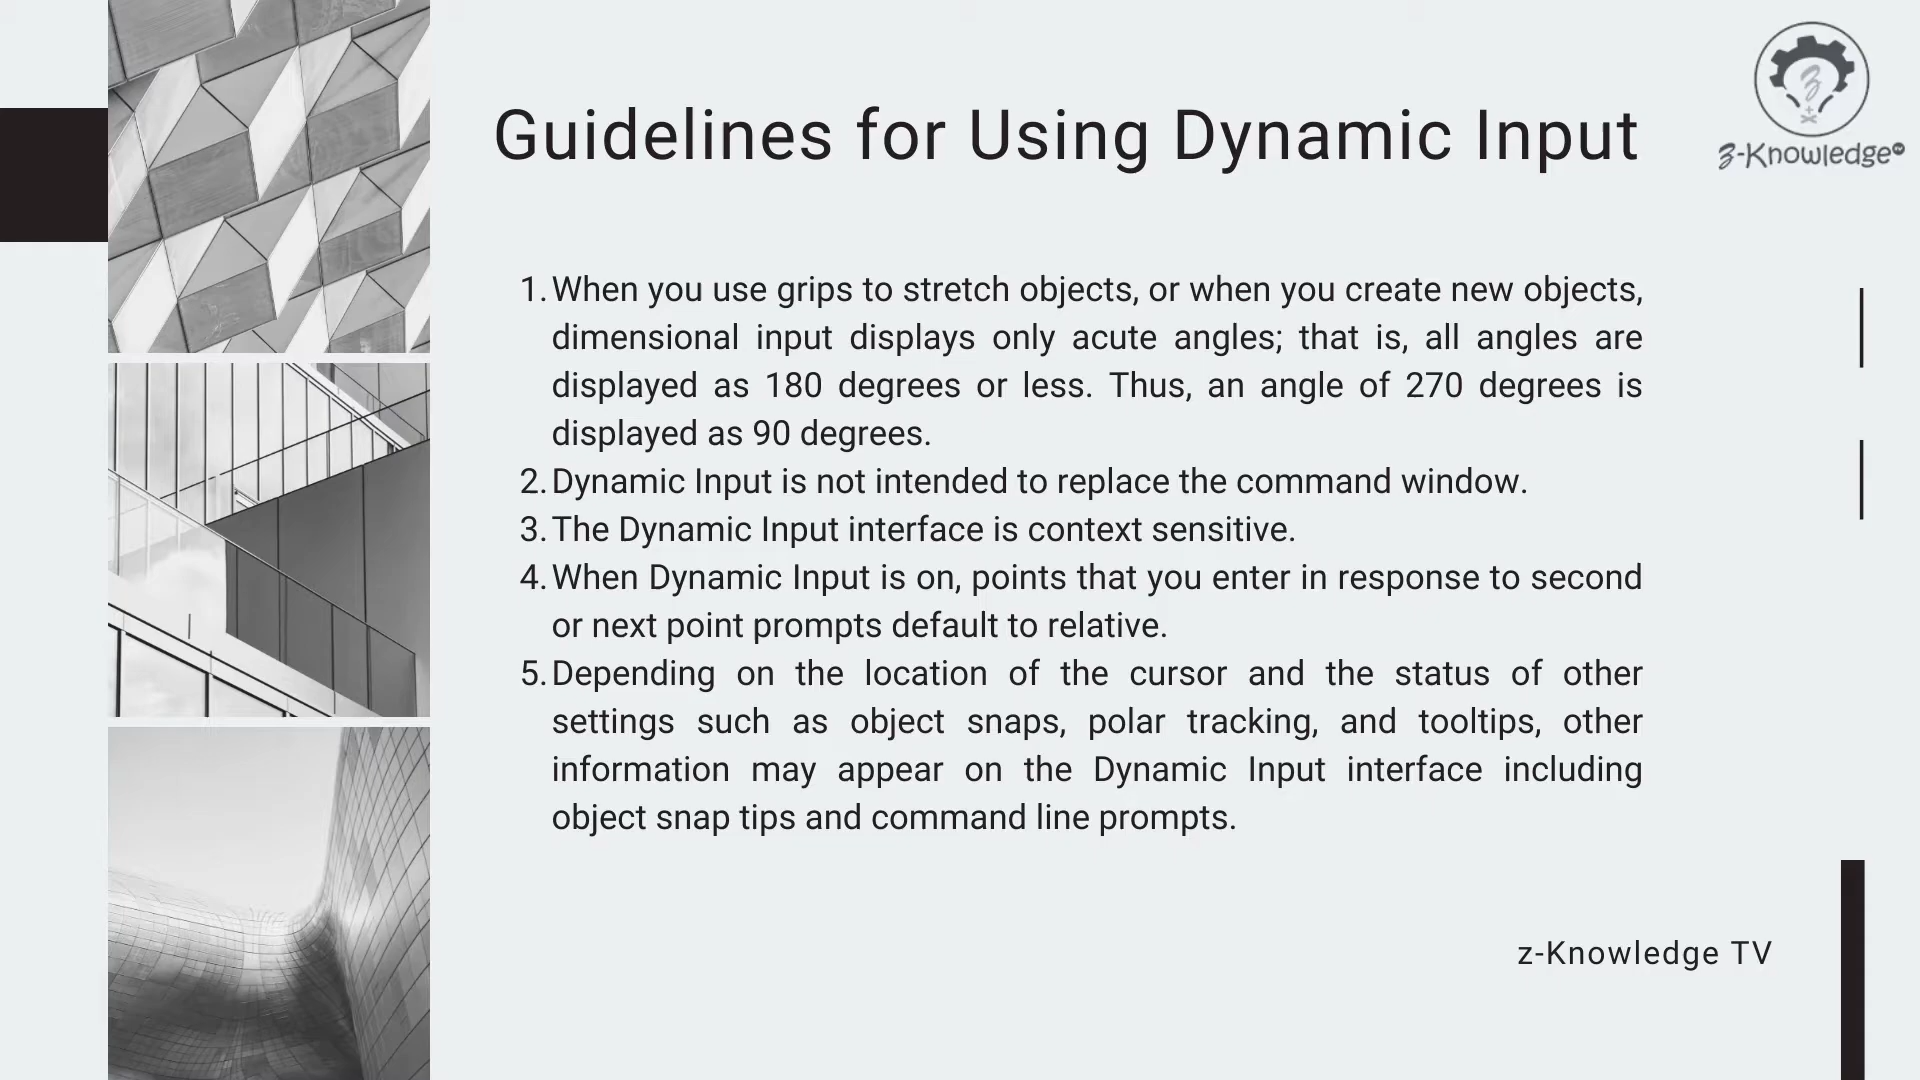 Guidelines for Using Dynamic Input
z-Knowledge
1. When you use grips to stretch objects, or when you create new objects,
dimensional input displays only acute angles; that is, all angles are
displayed as 180 degrees or less. Thus, an angle of 270 degrees is
displayed as 90 degrees.
2. Dynamic Input is not intended to replace the command window.
3. The Dynamic Input interface is context sensitive.
4. When Dynamic Input is on, points that you enter in response to second
or next point prompts default to relative.
5. Depending on the location of the cursor and the status of other
settings such as object snaps, polar tracking, and tooltips, other
information may appear on the Dynamic Input interface including
object snap tips and command line prompts.
z-Knowledge TV